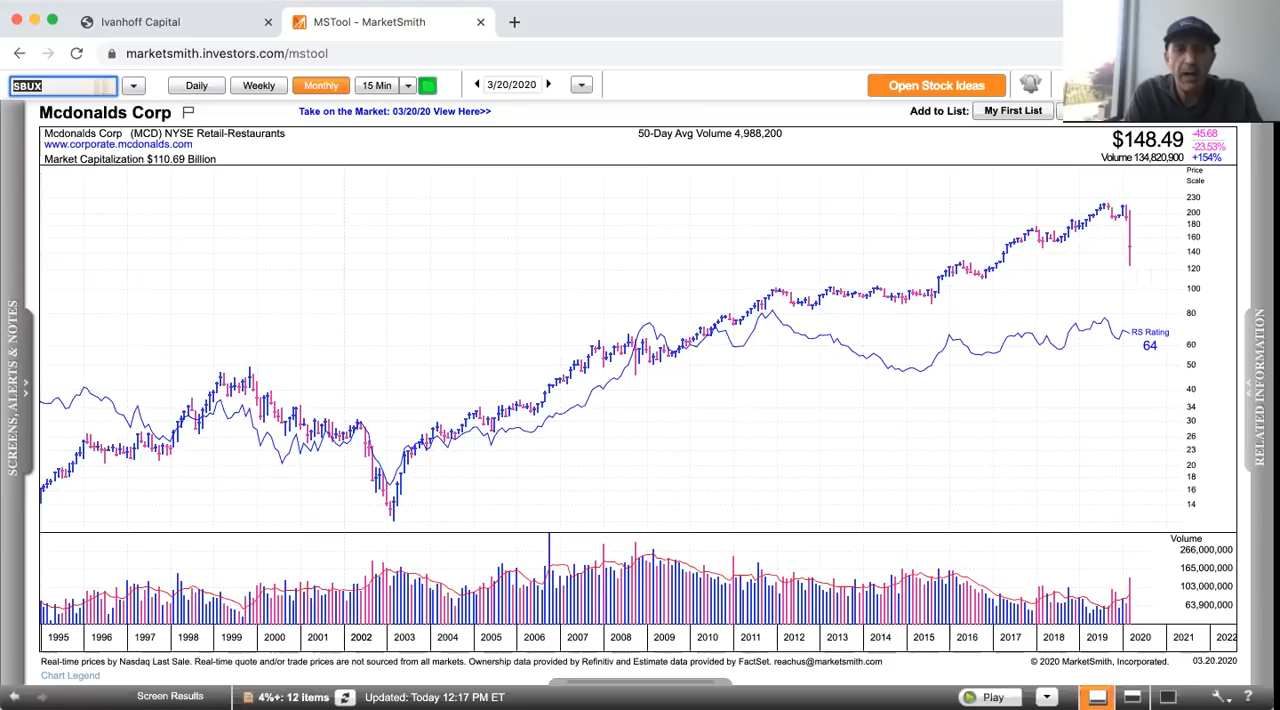 Ivanhoff Capital
MSTool - MarketSmith
marketsmith.investors.com/mstool
SBUX
Daily
Weekly
Monthly
15 Min
3/20/2020
Open Stock Ideas
Mcdonalds Corp
Take on the Market: 03/20/20 View Here>>
Add to List:
My First List
Mcdonalds Corp (MCD) NYSE Retail-Restaurants
50-Day Avg Volume 4,988,200
$148.49
-45.68
www.corporate.mcdonalds.com
-23.53%
Market Capitalization $110.69 Billion
Volume 134,820,900
+154%
Price
Scale
230
200
180
160
140
120
100
80
60
50
40
34
30
26
23
20
18
16
14
RS Rating
64
Volume
266,000,000
165,000,000
103,000,000
63,900,000
1995 1996 1997 1998 1999 2000 2001 2002 2003 2004 2005 2006 2007 2008 2009 2010 2011 2012 2013 2014 2015 2016 2017 2018 2019 2020 2021 2022
Real-time prices by Nasdaq Last Sale. Real-time quote and/or trade prices are not sourced from all markets. Ownership data provided by Refinitiv and Estimate data provided by FactSet. reachus@marketsmith.com
© 2020 MarketSmith, Incorporated.
03.20.2020
Chart Legend
SCREENS, ALERTS & NOTES
RELATED INFORMATION
Screen Results
4%+: 12 items
Updated: Today 12:17 PM ET
Play
?